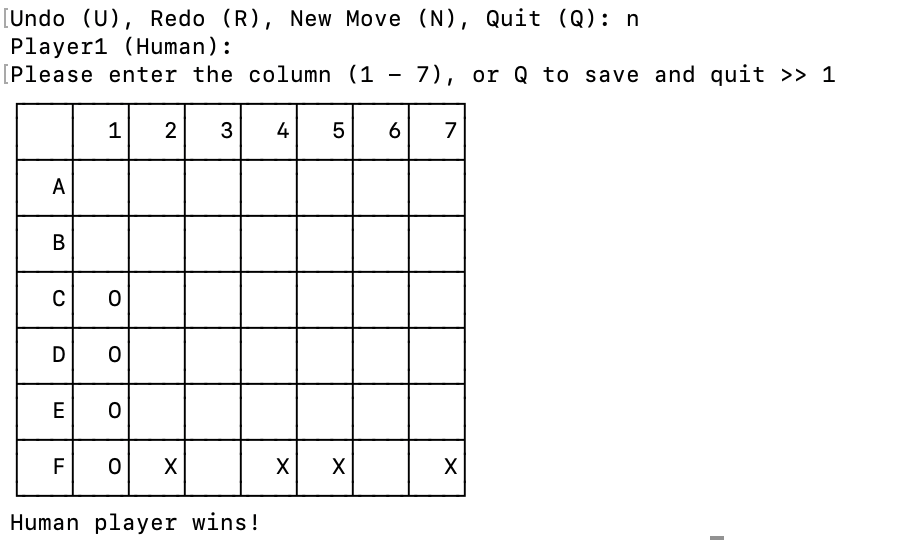 [Undo (U), Redo (R), New Move (N), Quit (Q): n
Player1 (Human):
[Please enter the column (1 – 7), or Q to save and quit >> 1
1 2 3 4 5 6 7
A
B
C O
D O
E O
F O X X X X
Human player wins!